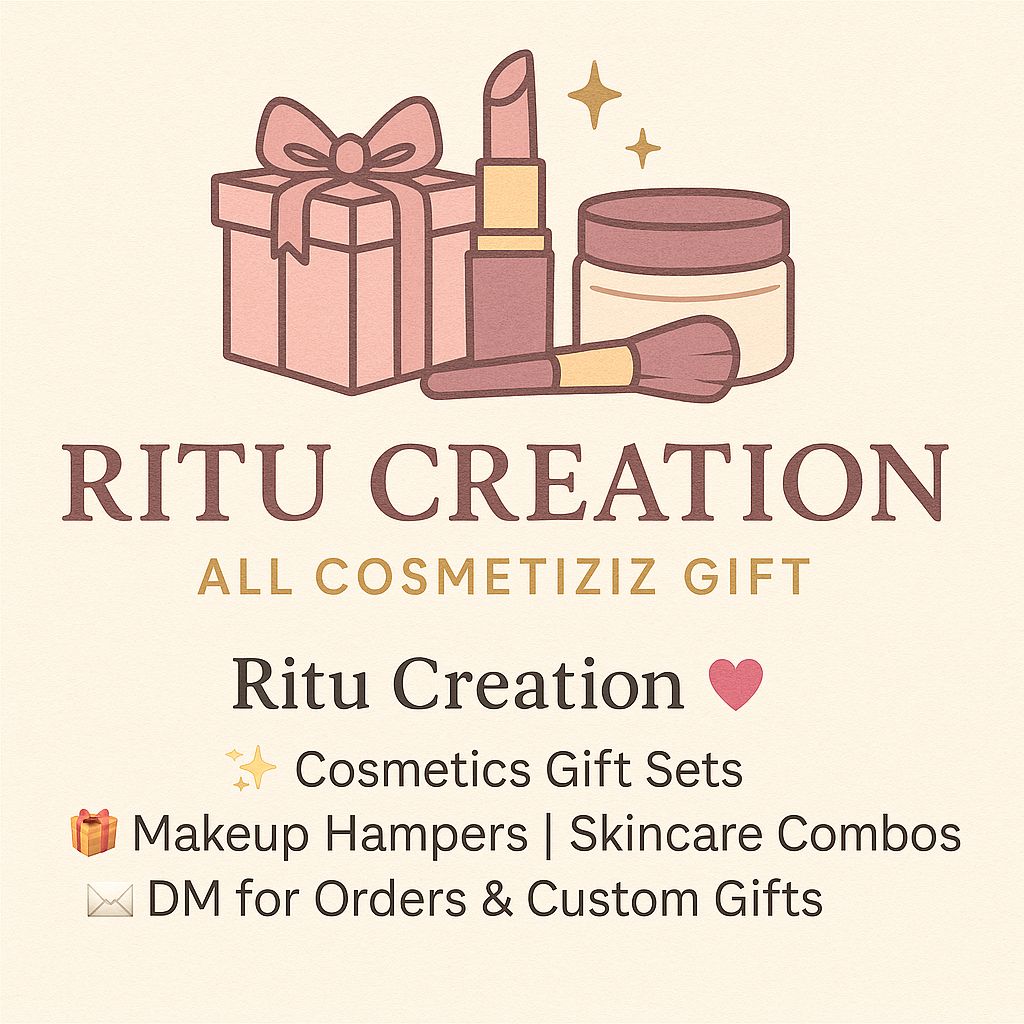 RITU CREATION
ALL COSMETIZIZ GIFT
Ritu Creation ❤
✨ Cosmetics Gift Sets
🎁 Makeup Hampers | Skincare Combos
✉ DM for Orders & Custom Gifts